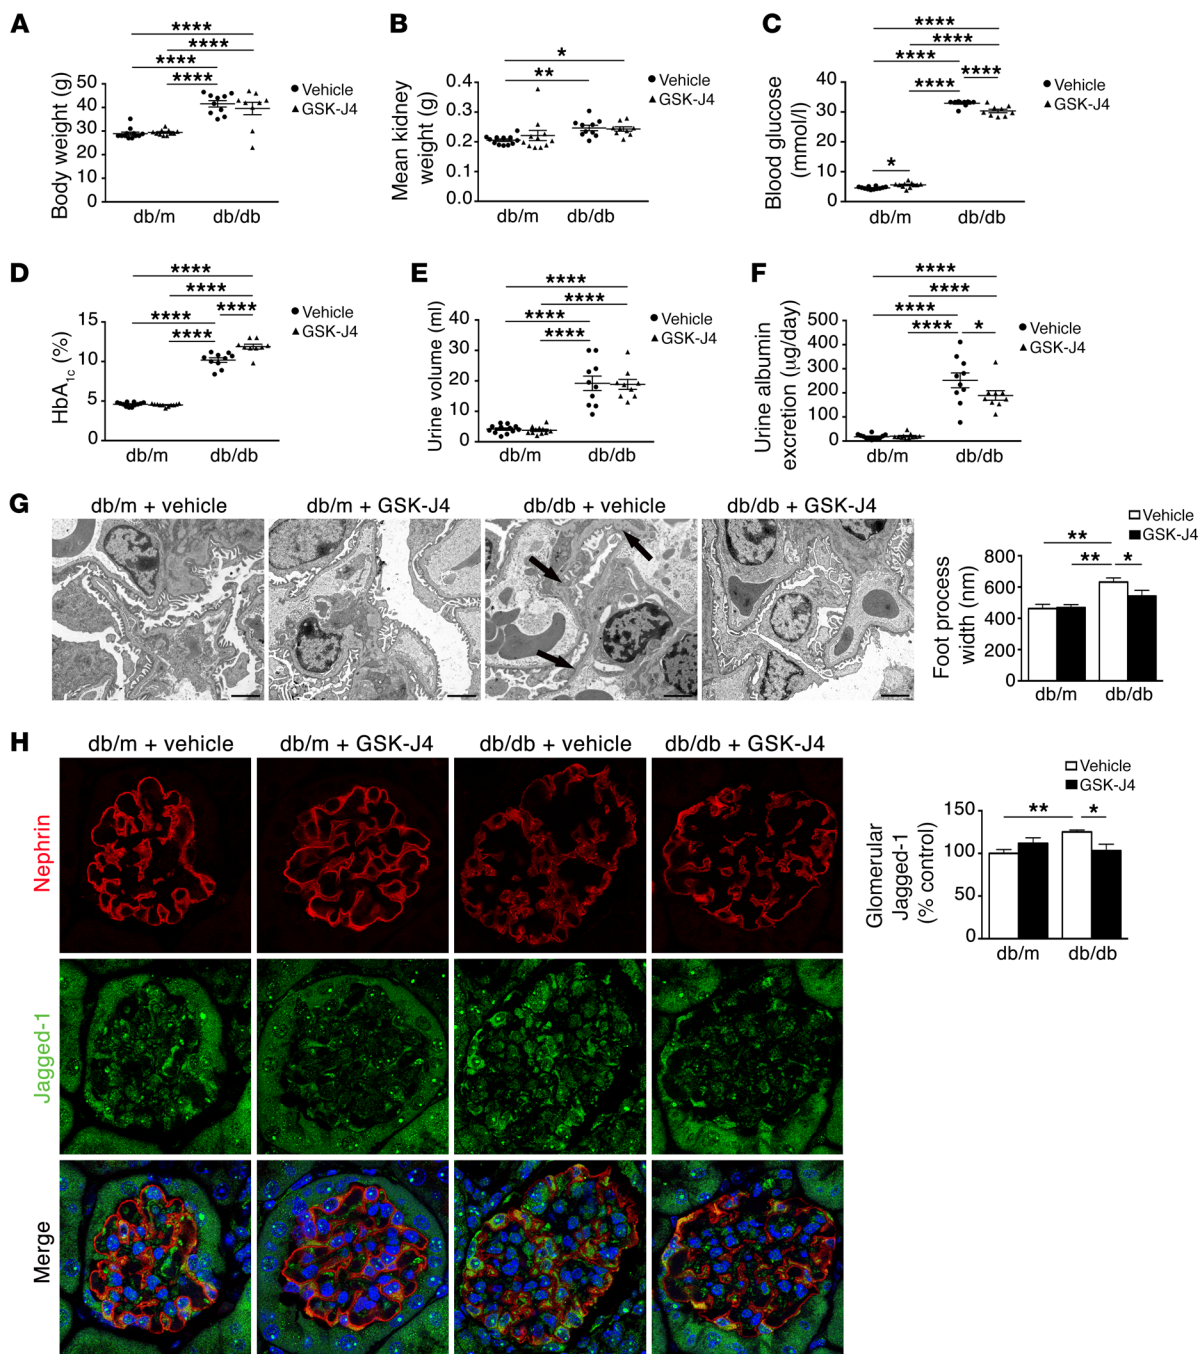 A
****
****
****
****
Body weight (g)
50
40
30
20
10
0
db/m
db/db
Vehicle
GSK-J4
B
*
**
Mean kidney
weight (g)
0.4
0.3
0.2
0.1
0.0
db/m
db/db
Vehicle
GSK-J4
C
****
****
****
****
****
*
Blood glucose
(mmol/l)
40
30
20
10
0
db/m
db/db
Vehicle
GSK-J4
D
****
****
****
****
****
HbA1c (%)
15
10
5
0
db/m
db/db
Vehicle
GSK-J4
E
****
****
****
****
Urine volume (ml)
40
30
20
10
0
db/m
db/db
Vehicle
GSK-J4
F
****
****
****
****
*
Urine albumin
excretion (µg/day)
500
400
300
200
100
0
db/m
db/db
Vehicle
GSK-J4
G
db/m + vehicle
db/m + GSK-J4
db/db + vehicle
db/db + GSK-J4
Vehicle
GSK-J4
**
**
*
Foot process
width (nm)
800
600
400
200
0
db/m
db/db
H
db/m + vehicle
db/m + GSK-J4
db/db + vehicle
db/db + GSK-J4
Nephrin
Jagged-1
Merge
Vehicle
GSK-J4
**
*
Glomerular
Jagged-1
(% control)
150
100
50
0
db/m
db/db